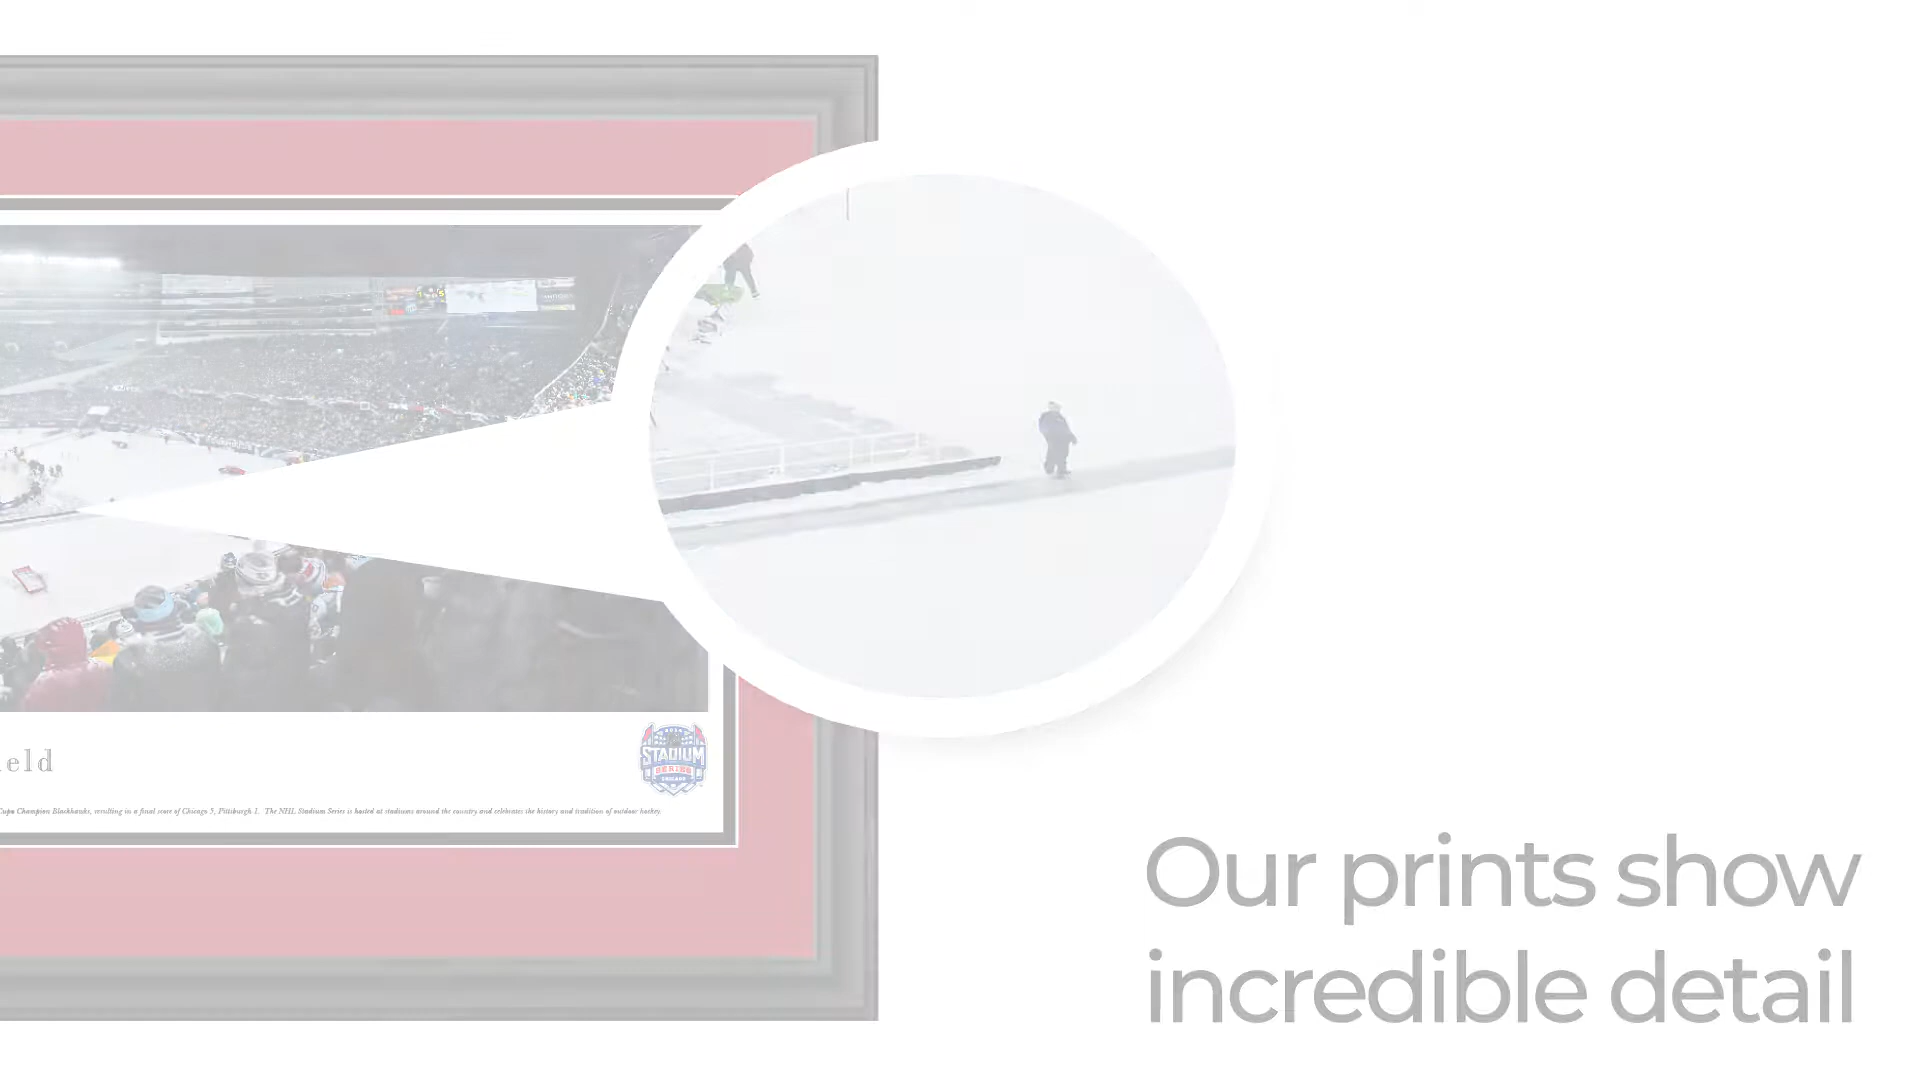 eld
STADIUM
SERIES
CHICAGO
Cups Champion Blackhawks, resulting in a final score of Chicago 5, Pittsburgh 1. The NHL Stadium Series is hosted at stadiums around the country and celebrates the history and tradition of outdoor hockey.
Our prints show
incredible detail